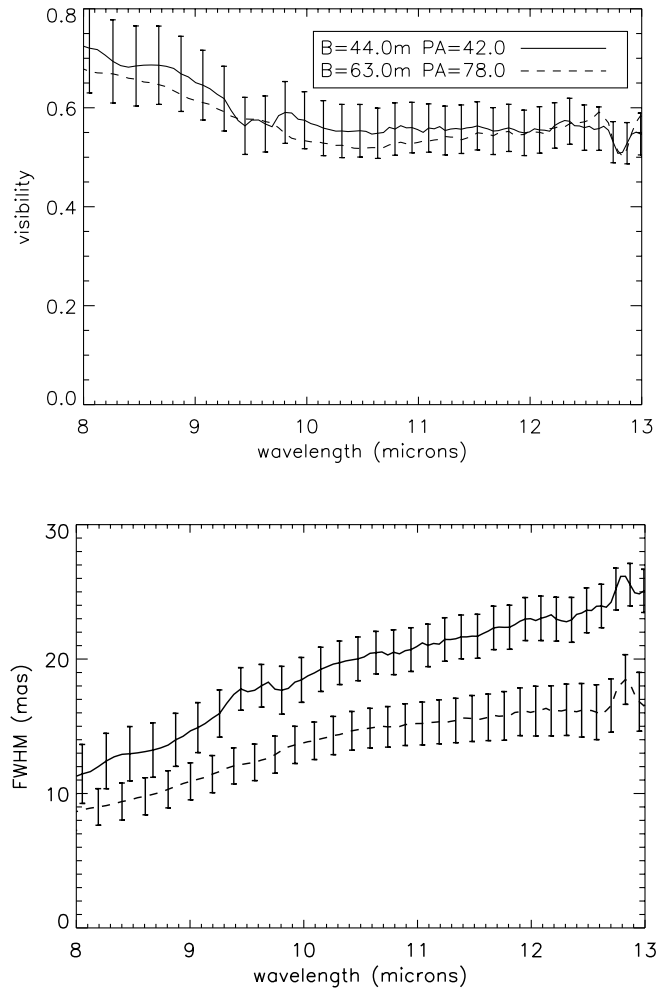 0.8
0.6
0.4
0.2
0.0
visibility
B=44.0m PA=42.0
B=63.0m PA=78.0
8 9 10 11 12 13
wavelength (microns)
30
20
10
0
FWHM (mas)
8 9 10 11 12 13
wavelength (microns)